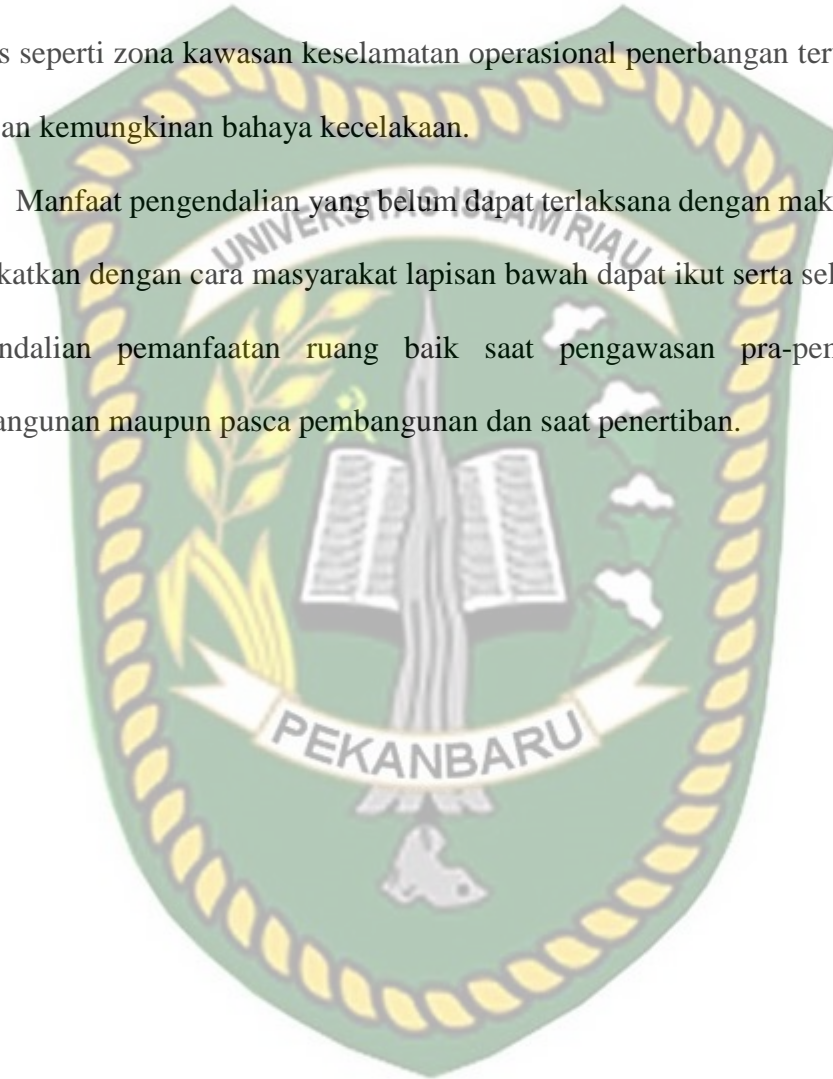 s seperti zona kawasan keselamatan operasional penerbangan ter
an kemungkinan bahaya kecelakaan.
Manfaat pengendalian yang belum dapat terlaksana dengan mak
katkan dengan cara masyarakat lapisan bawah dapat ikut serta sel
ndalian pemanfaatan ruang baik saat pengawasan pra-pem
angunan maupun pasca pembangunan dan saat penertiban.
UNIVERSITAS ISLAM RIAU
PEKANBARU